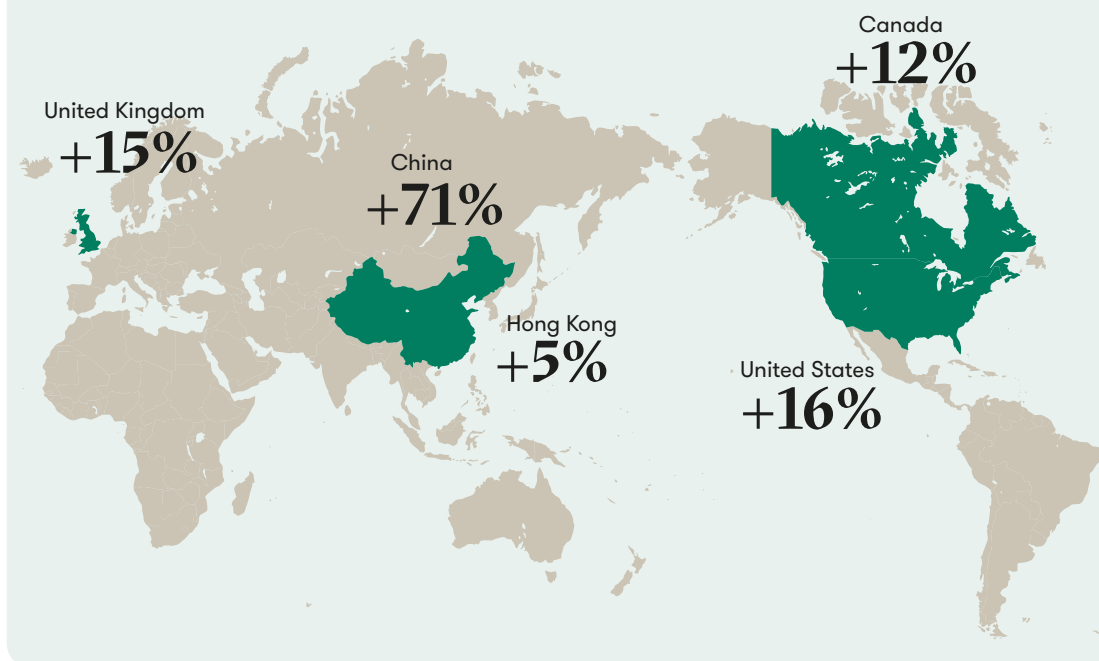 Canada
+12%
United Kingdom
+15%
China
+71%
Hong Kong
+5%
United States
+16%